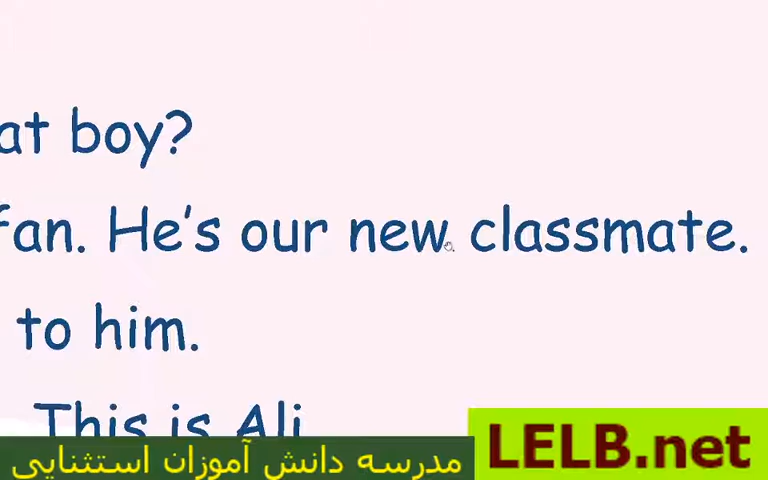 at boy?
fan. He's our new classmate.
to him.
This is Ali
LELB.net
مدرسه دانش آموزان استثنایی